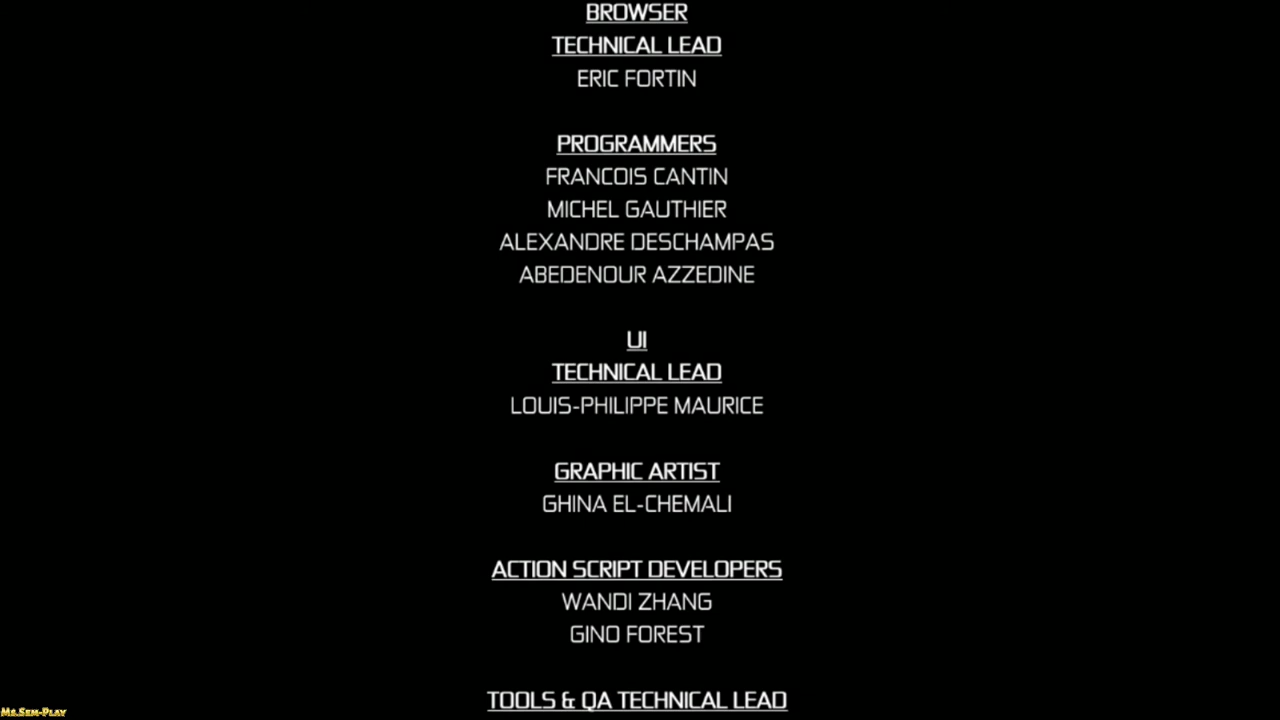 BROWSER
TECHNICAL LEAD
ERIC FORTIN
PROGRAMMERS
FRANCOIS CANTIN
MICHEL GAUTHIER
ALEXANDRE DESCHAMPAS
ABEDENOUR AZZEDINE
UI
TECHNICAL LEAD
LOUIS-PHILIPPE MAURICE
GRAPHIC ARTIST
GHINA EL-CHEMALI
ACTION SCRIPT DEVELOPERS
WANDI ZHANG
GINO FOREST
TOOLS & QA TECHNICAL LEAD
Ms.Sem-Play